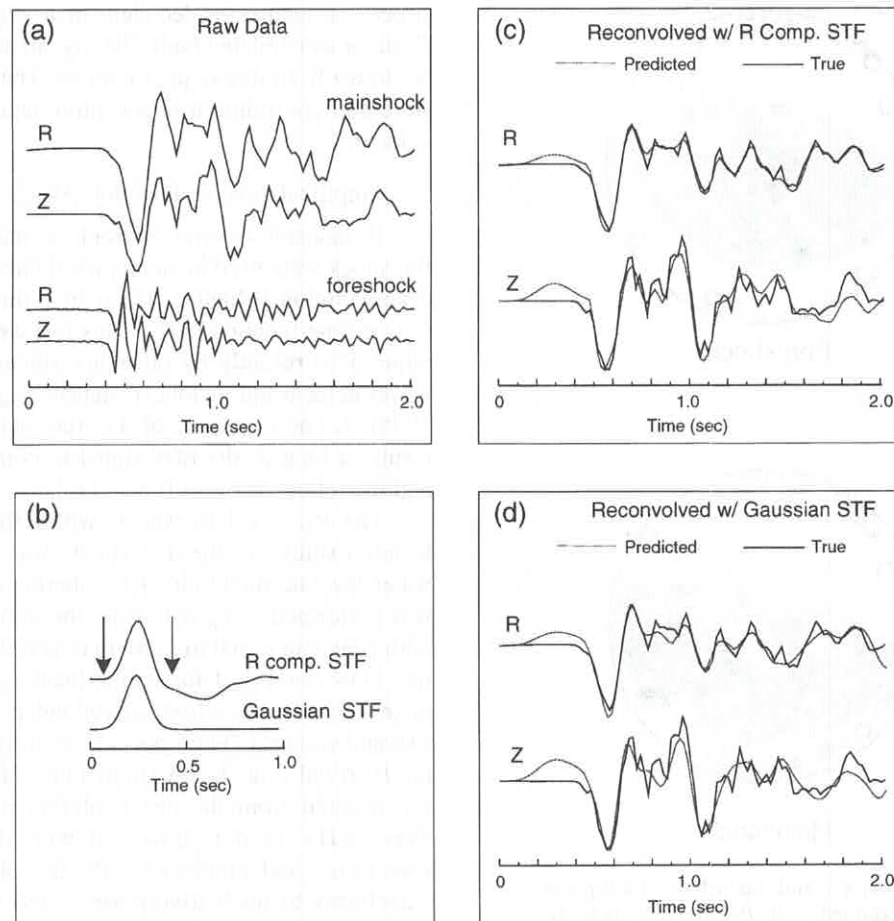 (a)
Raw Data
mainshock
R
Z
foreshock
R
Z
0 1.0 2.0
Time (sec)
(b)
R comp. STF
Gaussian STF
0 0.5 1.0
Time (sec)
(c)
Reconvolved w/ R Comp. STF
Predicted True
R
Z
0 1.0 2.0
Time (sec)
(d)
Reconvolved w/ Gaussian STF
Predicted True
R
Z
0 1.0 2.0
Time (sec)